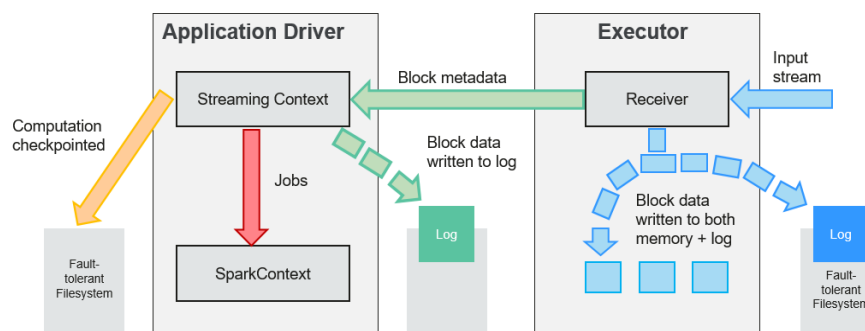 Application Driver
Executor
Input
stream
Block metadata
Streaming Context
Receiver
Computation
checkpointed
Block data
written to log
Jobs
Block data
written to both
memory + log
Log
Log
SparkContext
Fault-
tolerant
Filesystem
Fault-
tolerant
Filesystem